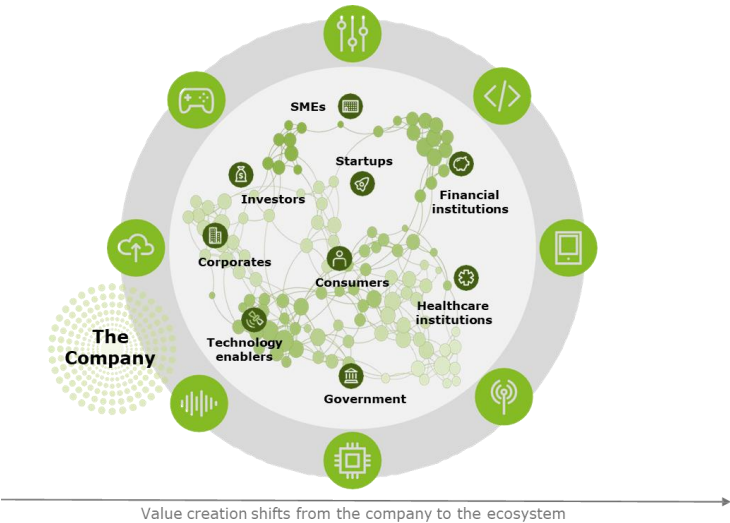 SMEs
Startups
Investors
Financial
institutions
Corporates
Consumers
Healthcare
institutions
The
Company
Technology
enablers
Government
Value creation shifts from the company to the ecosystem